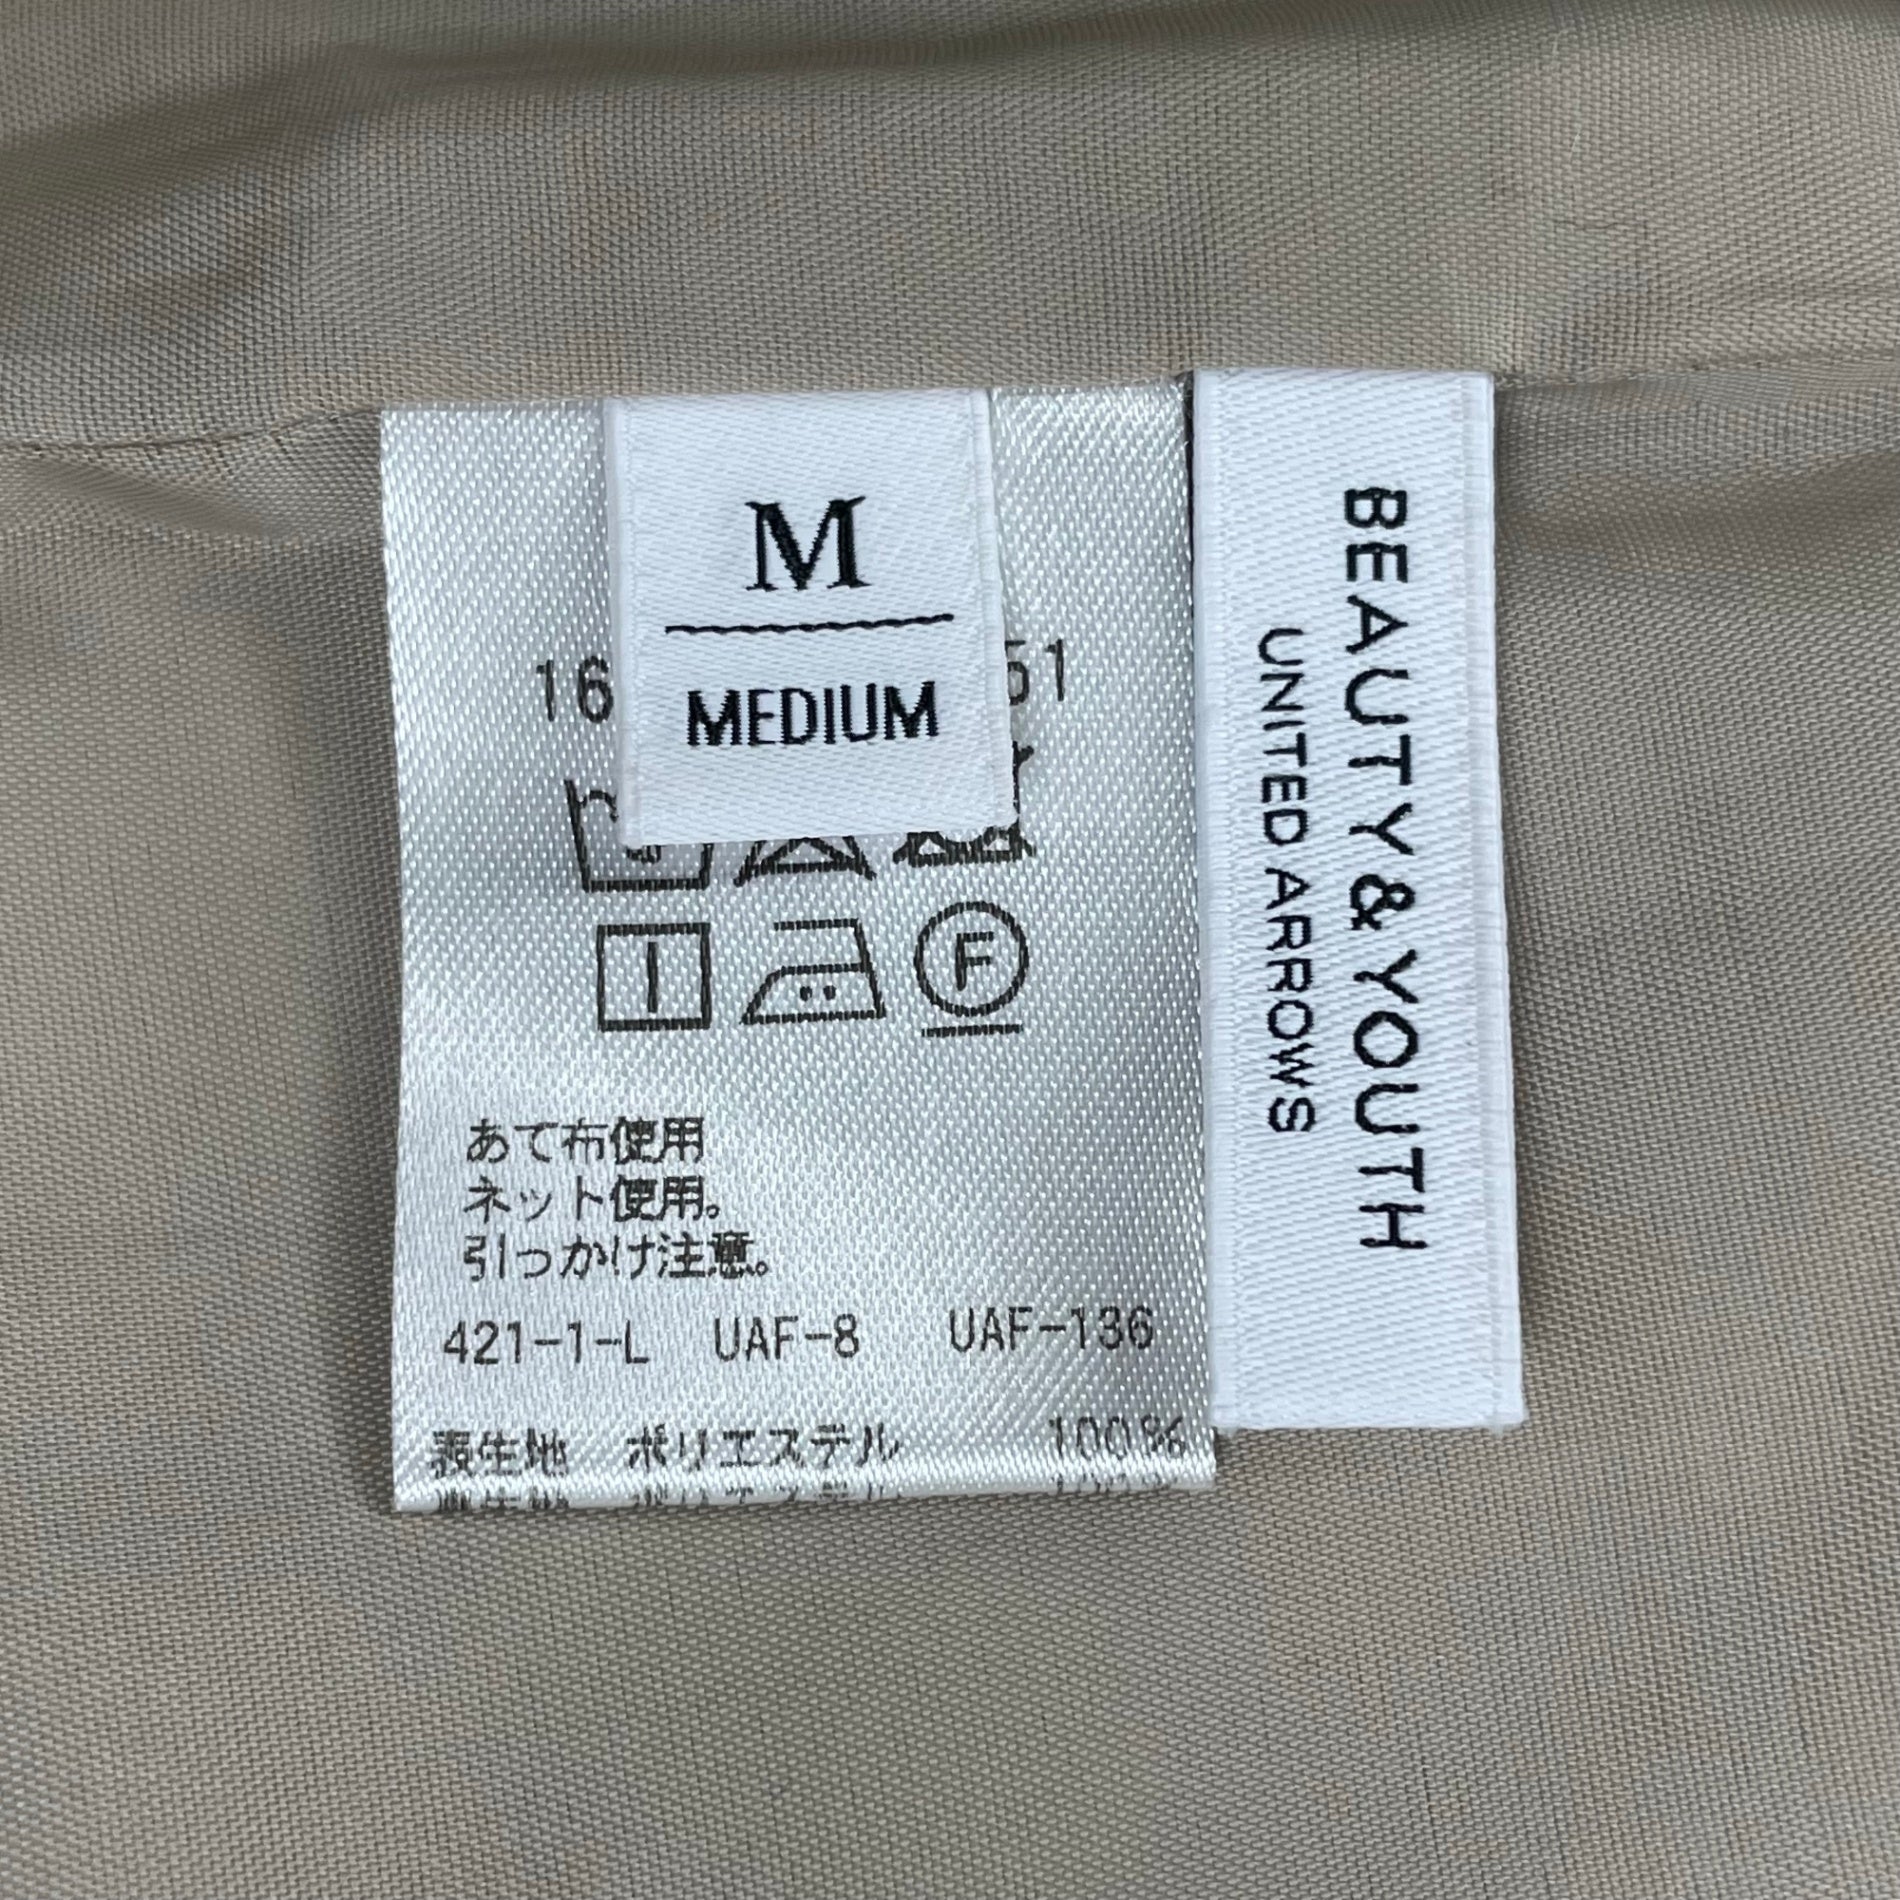 M
MEDIUM
16
51
F
あて布使用
ネット使用。
引っかけ注意。
421-1-L UAF-8 UAF-136
表生地 ポリエステル 100%
BEAUTY&YOUTH
UNITED ARROWS